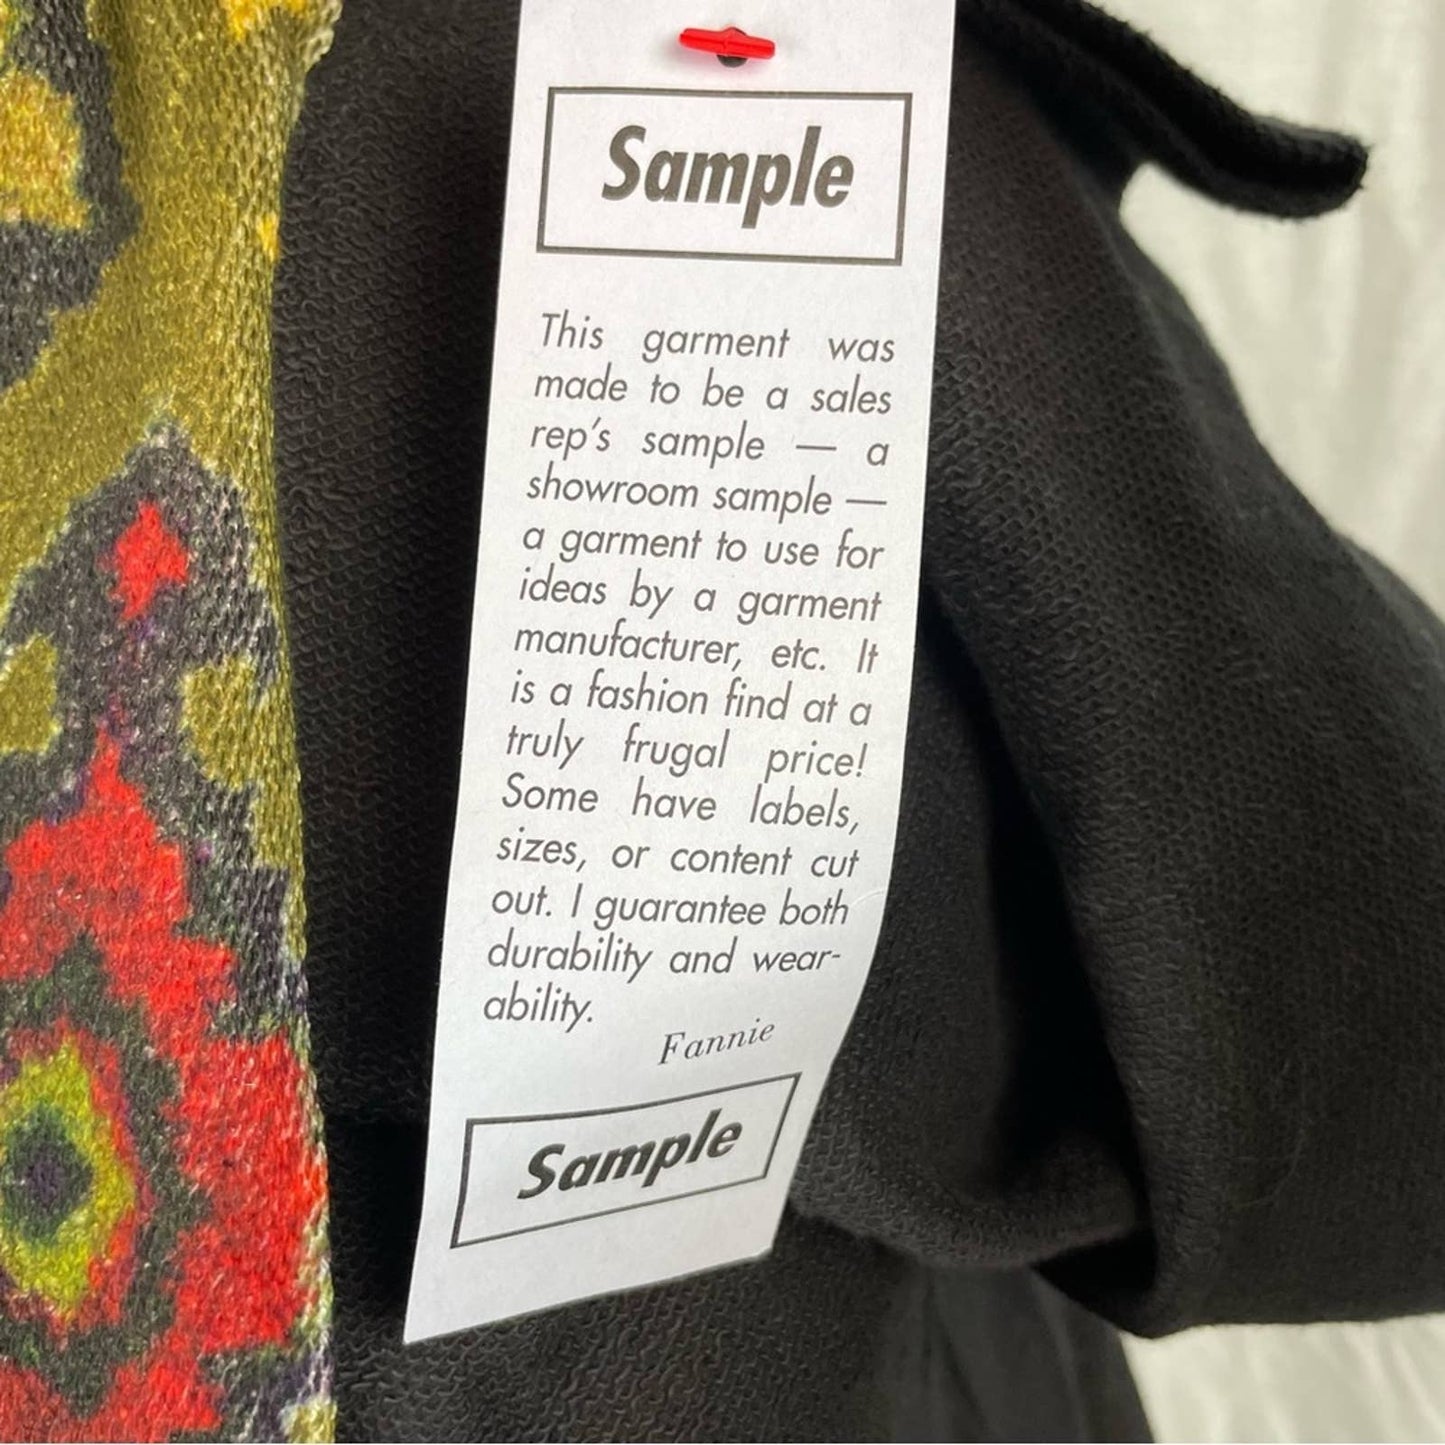 Sample
This garment was
made to be a sales
rep's sample — a
showroom sample —
a garment to use for
ideas by a garment
manufacturer, etc. It
is a fashion find at a
truly frugal price!
Some have labels,
sizes, or content cut
out. I guarantee both
durability and wear-
ability.
Fannie
Sample